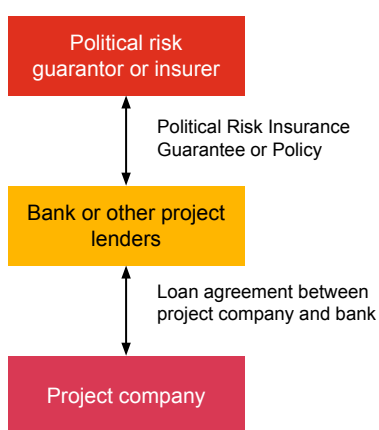 Political risk
guarantor or insurer
Political Risk Insurance
Guarantee or Policy
Bank or other project
lenders
Loan agreement between
project company and bank
Project company